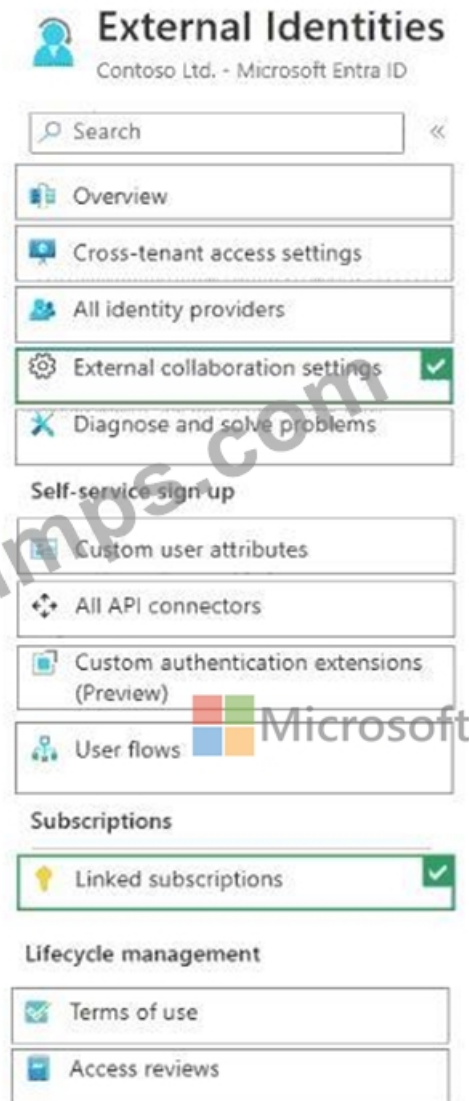 External Identities
Contoso Ltd. - Microsoft Entra ID
Search
Overview
Cross-tenant access settings
All identity providers
External collaboration settings
Diagnose and solve problems
Self-service sign up
Custom user attributes
All API connectors
Custom authentication extensions
(Preview)
Microsoft
User flows
Subscriptions
Linked subscriptions
Lifecycle management
Terms of use
Access reviews